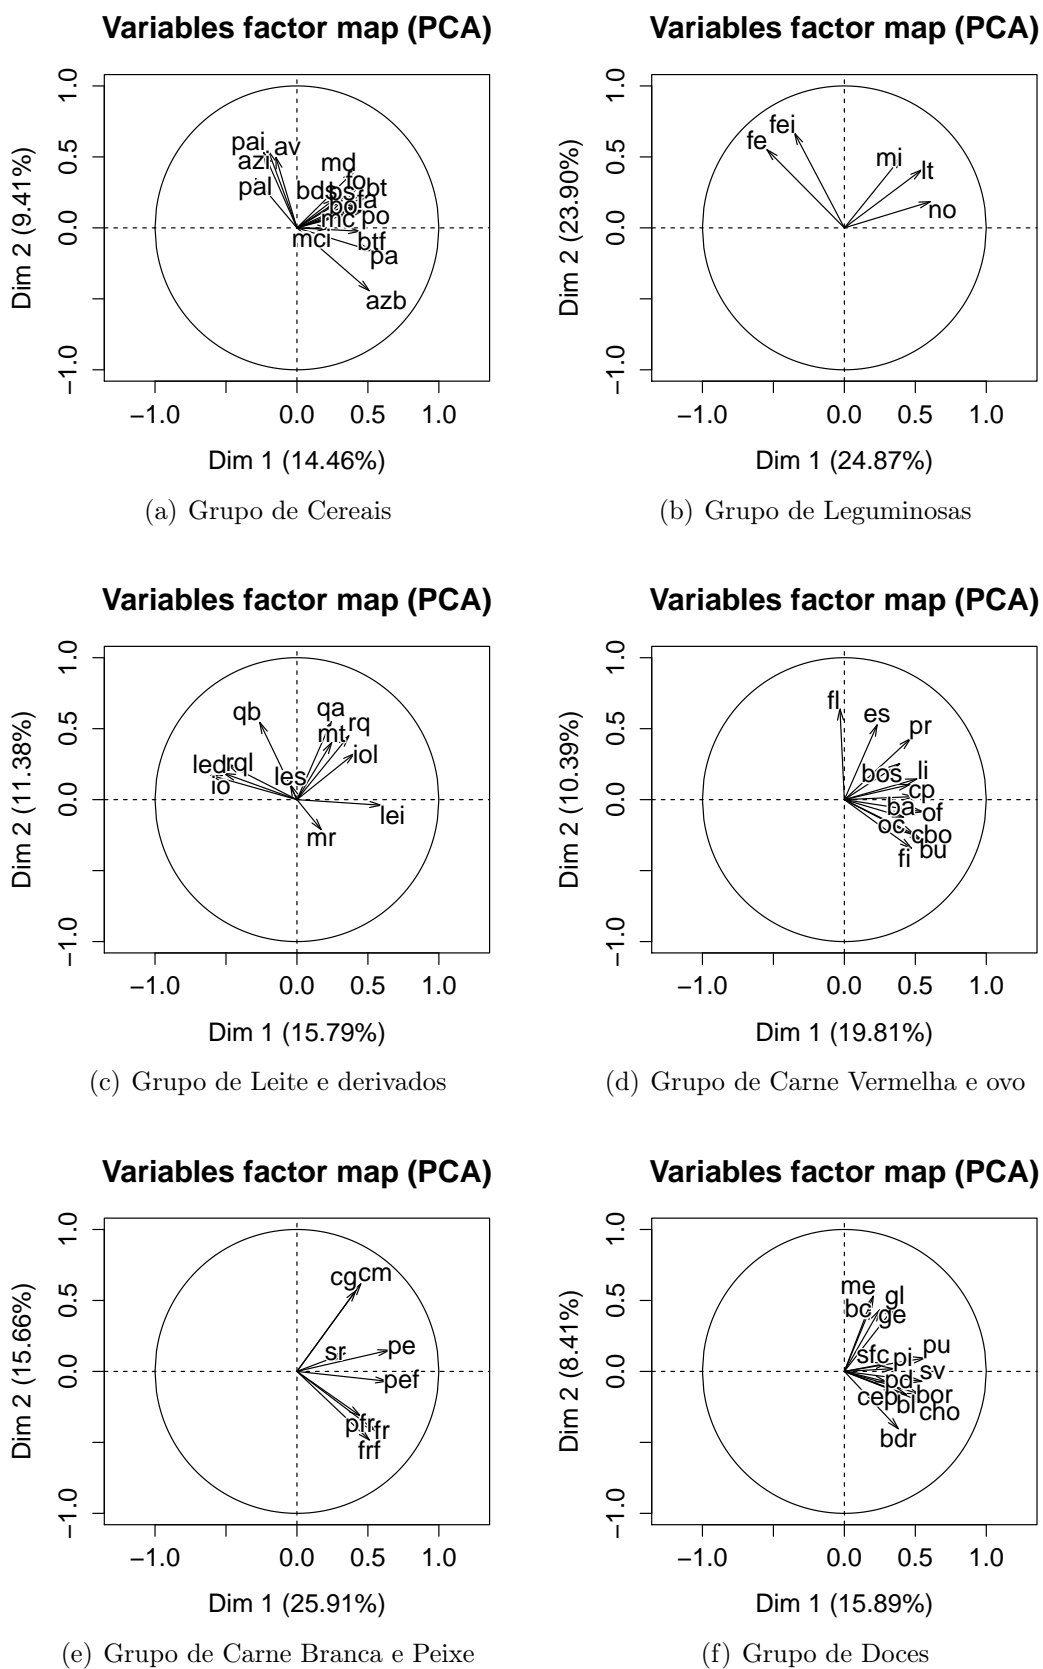 Variables factor map (PCA)
Dim 2 (9.41%)
1.0
0.5
0.0
−1.0
pai
av
azi
pal
md
fo
bds
bs
bt
fa
bo
po
mc
mci
btf
pa
azb
−1.0
0.0
0.5
1.0
Dim 1 (14.46%)
(a) Grupo de Cereais
Variables factor map (PCA)
Dim 2 (23.90%)
1.0
0.5
0.0
−1.0
fei
fe
mi
lt
no
−1.0
0.0
0.5
1.0
Dim 1 (24.87%)
(b) Grupo de Leguminosas
Variables factor map (PCA)
Dim 2 (11.38%)
1.0
0.5
0.0
−1.0
qb
qa
rq
mt
iol
led
rql
io
les
lei
mr
−1.0
0.0
0.5
1.0
Dim 1 (15.79%)
(c) Grupo de Leite e derivados
Variables factor map (PCA)
Dim 2 (10.39%)
1.0
0.5
0.0
−1.0
fl
es
pr
bos
li
cp
ba
of
oc
cbo
bu
fi
−1.0
0.0
0.5
1.0
Dim 1 (19.81%)
(d) Grupo de Carne Vermelha e ovo
Variables factor map (PCA)
Dim 2 (15.66%)
1.0
0.5
0.0
−1.0
cg
cm
sr
pe
pef
pfr
fr
frf
−1.0
0.0
0.5
1.0
Dim 1 (25.91%)
(e) Grupo de Carne Branca e Peixe
Variables factor map (PCA)
Dim 2 (8.41%)
1.0
0.5
0.0
−1.0
me
gl
bc
ge
pu
sfc
pi
sv
pd
cep
bor
bl
cho
bdr
−1.0
0.0
0.5
1.0
Dim 1 (15.89%)
(f) Grupo de Doces